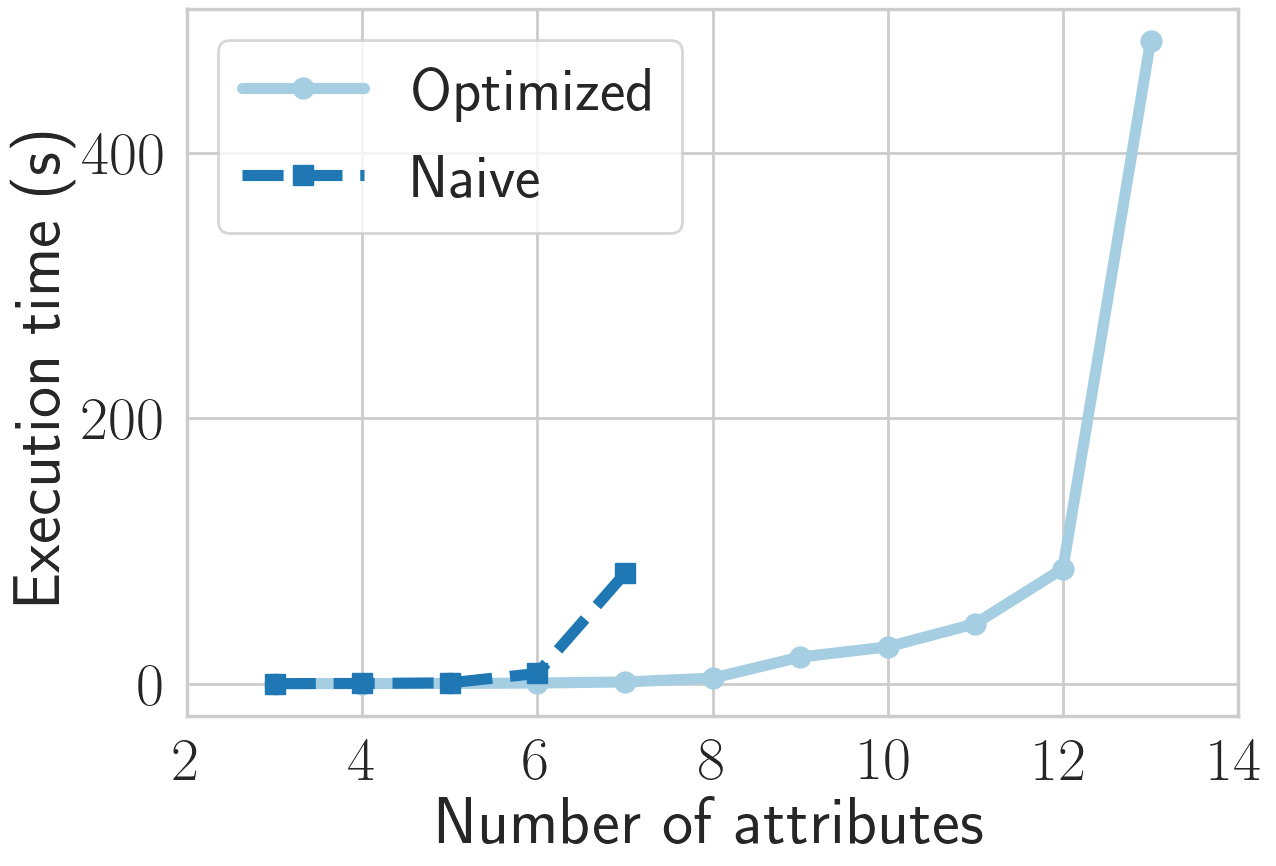 Optimized
Naive
Execution time (s)
400
200
0
2 4 6 8 10 12 14
Number of attributes